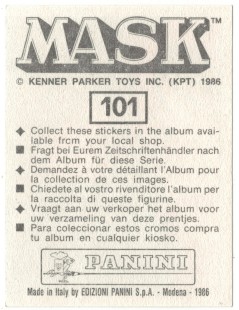 MASK™
© KENNER PARKER TOYS INC. (KPT) 1986
101
Collect these stickers in the album avai-
lable frcm your local shop.
Fragt bei Eurem Zeitschriftenhändler nach
dem Album für diese Serie.
Demandez à votre détaillant l'Album pour
la collection de ces images.
Chiedete al vostro rivenditore l'album per
la raccolta di queste figurine.
Vraagt aan uw verkoper het album voor
uw verzameling van deze prentjes.
Para coleccionar estos cromos compra
tu album en cualquier kiosko.
PANINI
Made in Italy by EDIZIONI PANINI S.p.A. - Modena - 1986